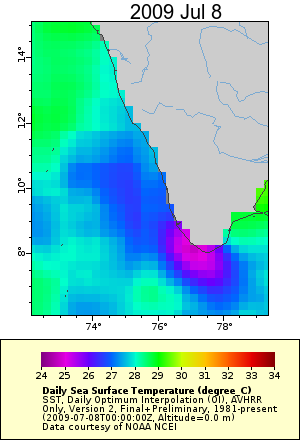 2009 Jul 8
14°
12°
10°
8°
74° 76° 78°
24 25 26 27 28 29 30 31 32 33 34
Daily Sea Surface Temperature (degree_C)
SST, Daily Optimum Interpolation (OI), AVHRR
Only, Version 2, Final+Preliminary, 1981-present
(2009-07-08T00:00:00Z, Altitude=0.0 m)
Data courtesy of NOAA NCEI